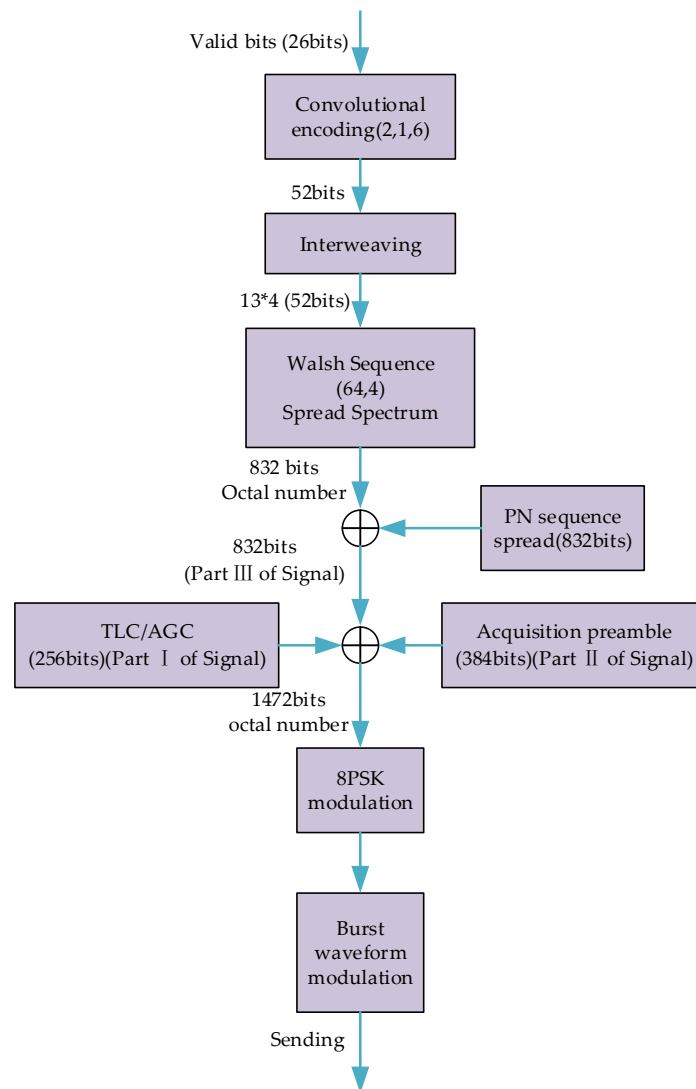 Valid bits (26bits)
Convolutional
encoding(2,1,6)
52bits
Interweaving
13*4 (52bits)
Walsh Sequence
(64,4)
Spread Spectrum
832 bits
Octal number
PN sequence
spread(832bits)
832bits
(Part Ⅲ of Signal)
TLC/AGC
(256bits)(Part Ⅰ of Signal)
Acquisition preamble
(384bits)(Part Ⅱ of Signal)
1472bits
octal number
8PSK
modulation
Burst
waveform
modulation
Sending